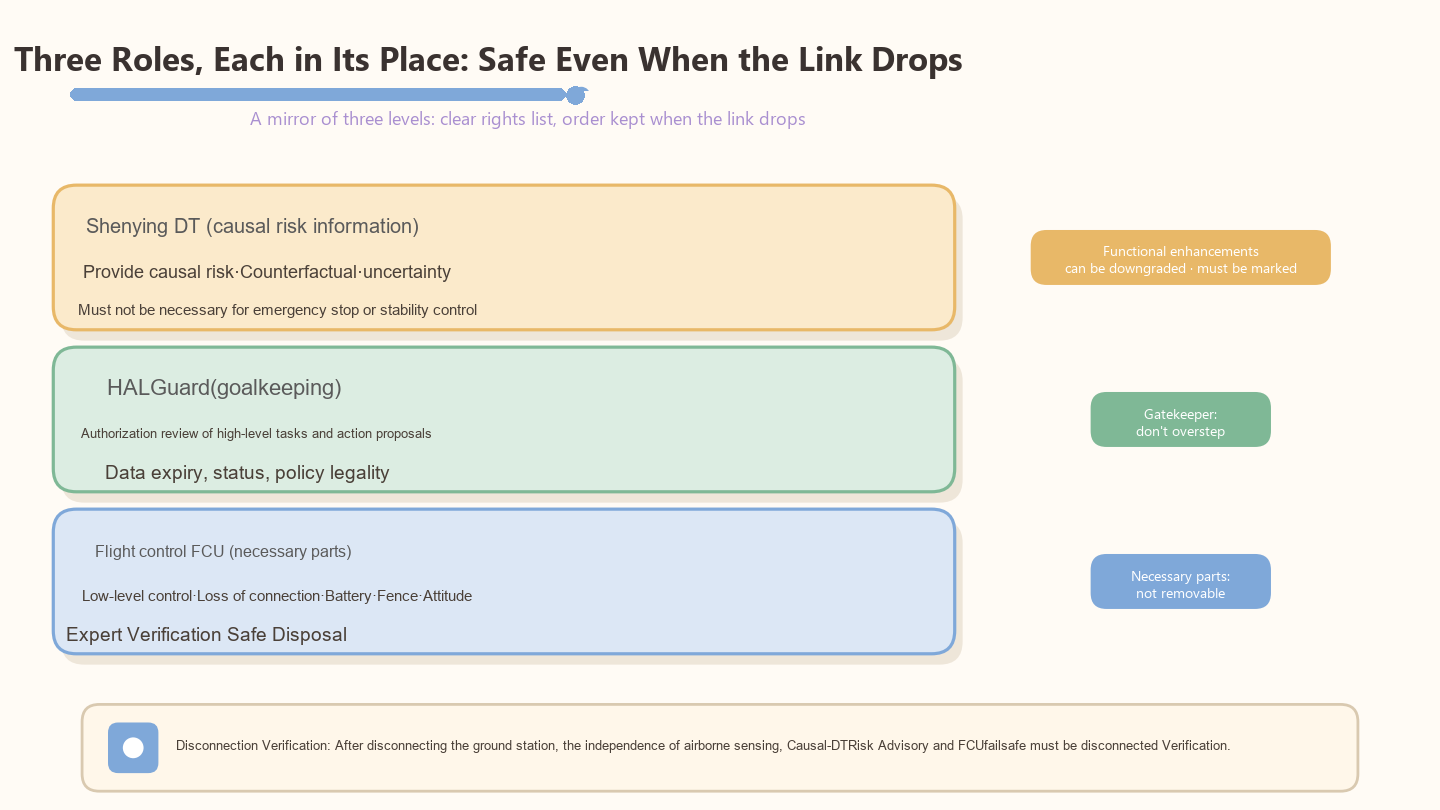 Three Roles, Each in Its Place: Safe Even When the Link Drops
A mirror of three levels: clear rights list, order kept when the link drops
Shenying DT (causal risk information)
Provide causal risk·Counterfactual·uncertainty
Must not be necessary for emergency stop or stability control
Functional enhancements
can be downgraded · must be marked
HALGuard(goalkeeping)
Authorization review of high-level tasks and action proposals
Data expiry, status, policy legality
Gatekeeper:
don't overstep
Flight control FCU (necessary parts)
Low-level control·Loss of connection·Battery·Fence·Attitude
Expert Verification Safe Disposal
Necessary parts:
not removable
Disconnection Verification: After disconnecting the ground station, the independence of airborne sensing, Causal-DTRisk Advisory and FCUfailsafe must be disconnected Verification.